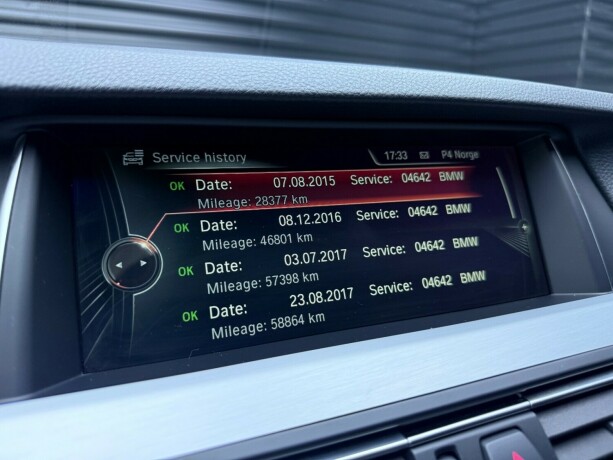 Service history 17:33 P4 Norge
OK Date: 07.08.2015 Service: 04642 BMW
Mileage: 28377 km
OK Date: 08.12.2016 Service: 04642 BMW
Mileage: 46801 km
OK Date: 03.07.2017 Service: 04642 BMW
Mileage: 57398 km
OK Date: 23.08.2017 Service: 04642 BMW
Mileage: 58864 km